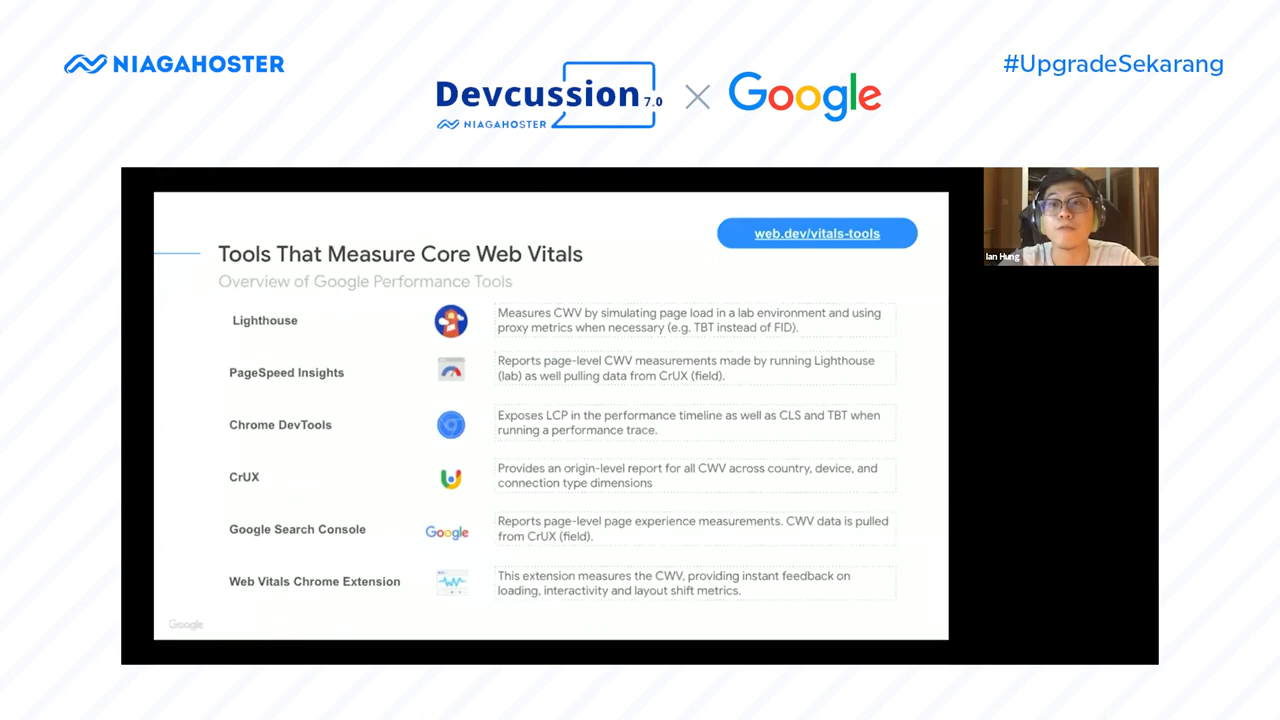 NIAGAHOSTER
Devcussion 7.0
NIAGAHOSTER
Google
#UpgradeSekarang
web.dev/vitals-tools
Tools That Measure Core Web Vitals
Overview of Google Performance Tools
Lighthouse
Measures CWV by simulating page load in a lab environment and using
proxy metrics when necessary (e.g. TBT instead of FID).
PageSpeed Insights
Reports page-level CWV measurements made by running Lighthouse
(lab) as well pulling data from CrUX (field).
Chrome DevTools
Exposes LCP in the performance timeline as well as CLS and TBT when
running a performance trace.
CrUX
Provides an origin-level report for all CWV across country, device, and
connection type dimensions
Google Search Console
Google
Reports page-level page experience measurements. CWV data is pulled
from CrUX (field).
Web Vitals Chrome Extension
This extension measures the CWV, providing instant feedback on
loading, interactivity and layout shift metrics.
Google
Ian Hung